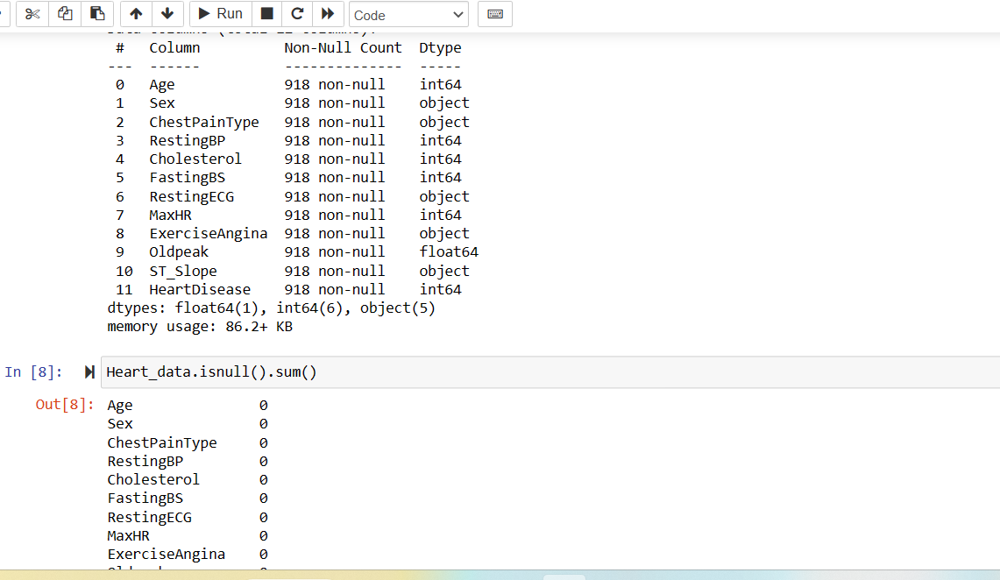 Run
Code
# Column Non-Null Count Dtype
--- ------ -------------- -----
0 Age 918 non-null int64
1 Sex 918 non-null object
2 ChestPainType 918 non-null object
3 RestingBP 918 non-null int64
4 Cholesterol 918 non-null int64
5 FastingBS 918 non-null int64
6 RestingECG 918 non-null object
7 MaxHR 918 non-null int64
8 ExerciseAngina 918 non-null object
9 Oldpeak 918 non-null float64
10 ST_Slope 918 non-null object
11 HeartDisease 918 non-null int64
dtypes: float64(1), int64(6), object(5)
memory usage: 86.2+ KB
In [8]: Heart_data.isnull().sum()
Out[8]: Age 0
Sex 0
ChestPainType 0
RestingBP 0
Cholesterol 0
FastingBS 0
RestingECG 0
MaxHR 0
ExerciseAngina 0